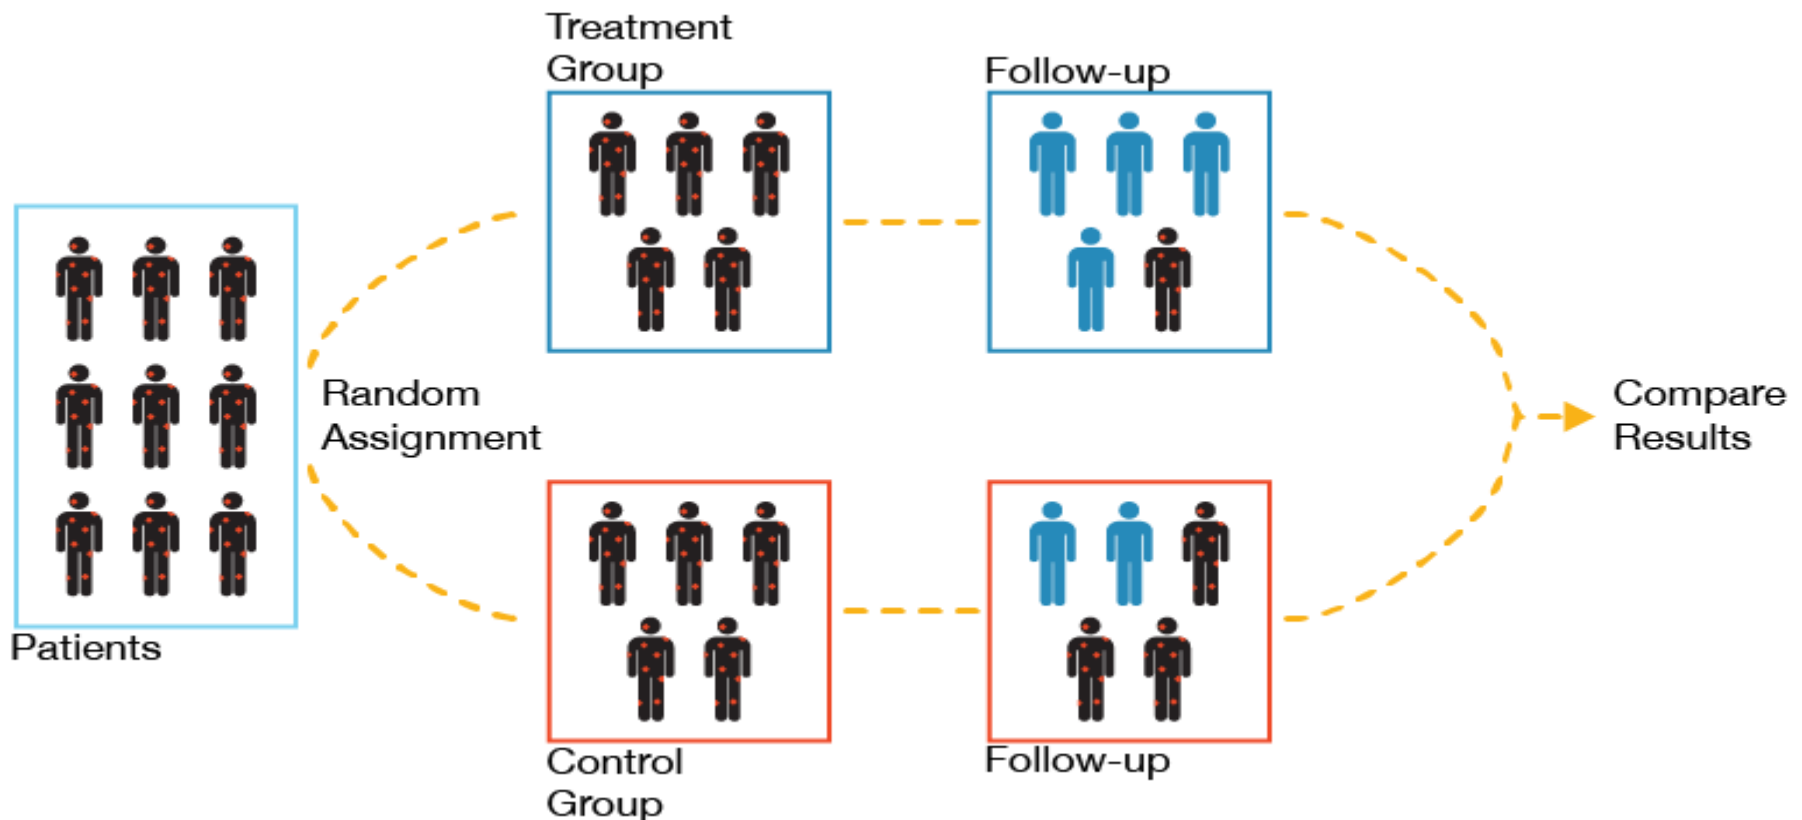 Patients
Random
Assignment
Treatment
Group
Follow-up
Control
Group
Follow-up
Compare
Results